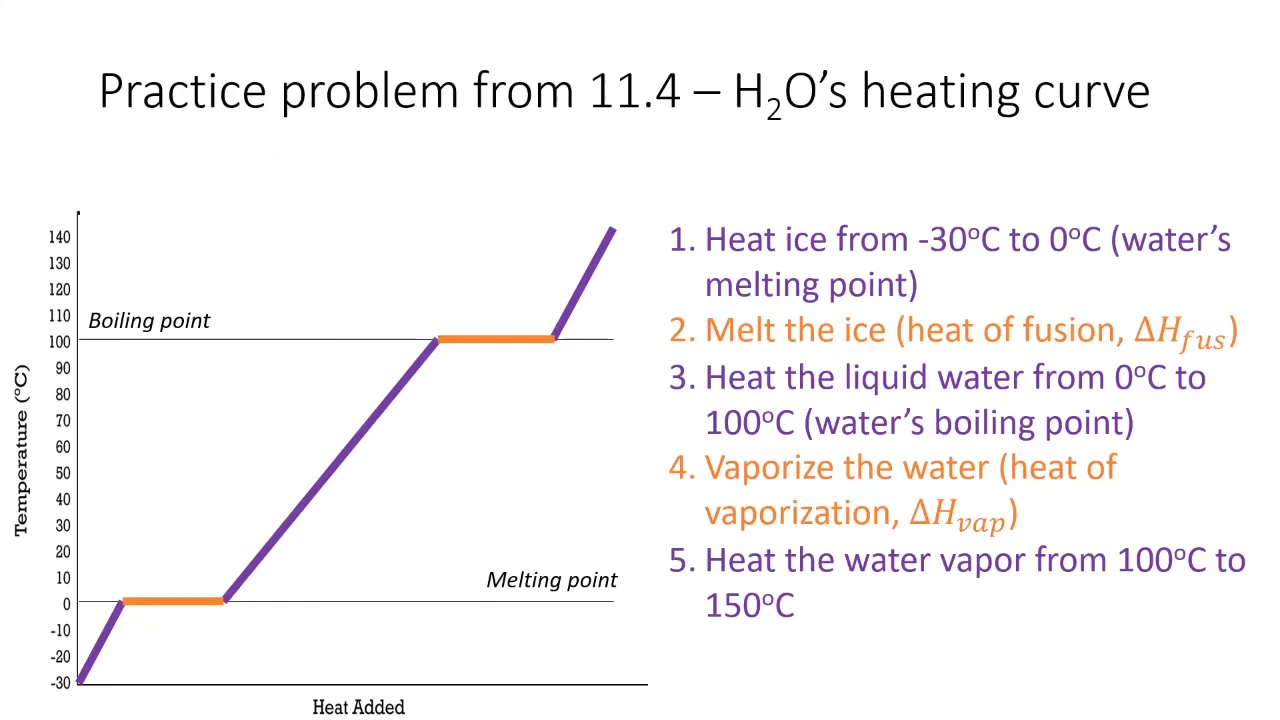 Practice problem from 11.4 – H₂O’s heating curve
140
130
120
110
100
90
80
70
60
50
40
30
20
10
0
-10
-20
-30
Temperature (°C)
Boiling point
Melting point
Heat Added
1. Heat ice from -30°C to 0°C (water’s
melting point)
2. Melt the ice (heat of fusion, Δ𝐻𝑓𝑢𝑠)
3. Heat the liquid water from 0°C to
100°C (water’s boiling point)
4. Vaporize the water (heat of
vaporization, Δ𝐻𝑣𝑎𝑝)
5. Heat the water vapor from 100°C to
150°C